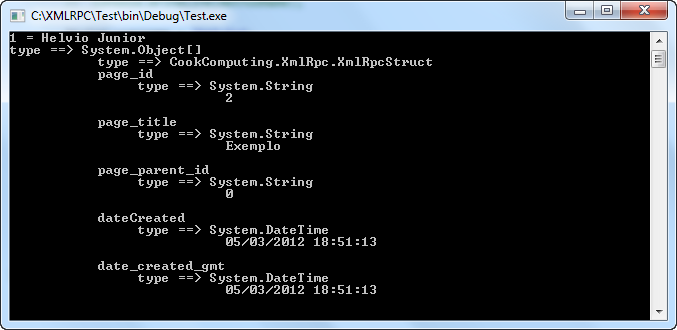 C:\XMLRPC\Test\bin\Debug\Test.exe
1 = Helvio Junior
type ==> System.Object[]
type ==> CookComputing.XmlRpc.XmlRpcStruct
page_id
type ==> System.String
2
page_title
type ==> System.String
Exemplo
page_parent_id
type ==> System.String
0
dateCreated
type ==> System.DateTime
05/03/2012 18:51:13
date_created_gmt
type ==> System.DateTime
05/03/2012 18:51:13